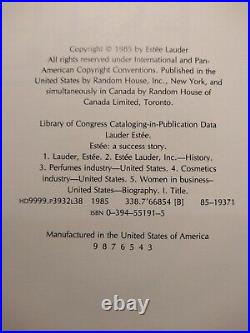 Copyright © 1985 by Estée Lauder
All rights reserved under International and Pan-
American Copyright Conventions. Published in the
United States by Random House, Inc., New York, and
simultaneously in Canada by Random House of
Canada Limited, Toronto.
Library of Congress Cataloging-in-Publication Data
Lauder Estée.
Estée: a success story.
1. Lauder, Estée. 2. Estée Lauder, Inc.—History.
3. Perfumes industry—United States. 4. Cosmetics
industry—United States. 5. Women in business—
United States—Biography. I. Title.
HD9999.P3932L38 1985 338.7'66854 [B] 85-19371
ISBN 0-394-55191-5
Manufactured in the United States of America
9 8 7 6 5 4 3